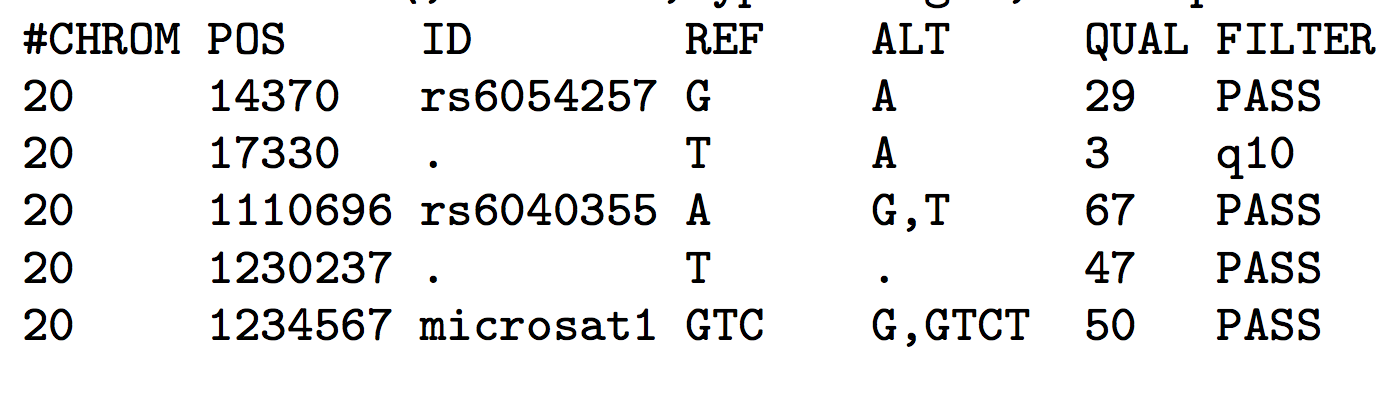 #CHROM POS ID REF ALT QUAL FILTER
20 14370 rs6054257 G A 29 PASS
20 17330 . T A 3 q10
20 1110696 rs6040355 A G,T 67 PASS
20 1230237 . T . 47 PASS
20 1234567 microsat1 GTC G,GTCT 50 PASS